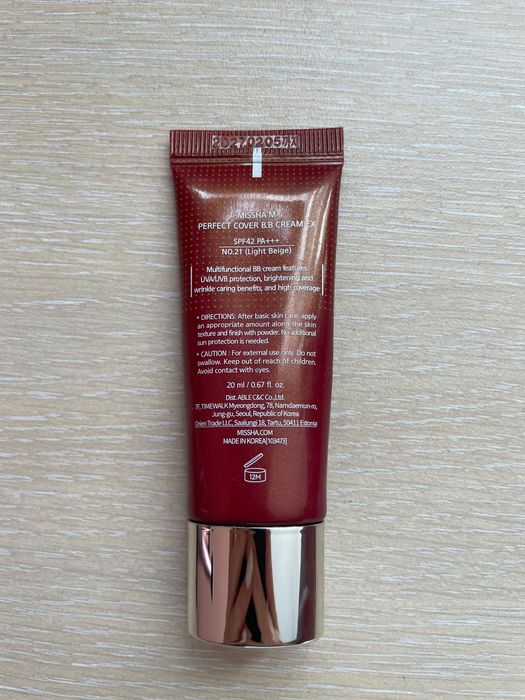 MISSHA M
PERFECT COVER B.B CREAM EX
SPF42 PA+++
NO.21 (Light Beige)
Multifunctional BB cream features
UVA/UVB protection, brightening and
wrinkle caring benefits, and high coverage
• DIRECTIONS: After basic skin care, apply
an appropriate amount along the skin
texture and finish with powder. No additional
sun protection is needed.
• CAUTION : For external use only. Do not
swallow. Keep out of reach of children.
Avoid contact with eyes.
20 ml / 0.67 fl. oz.
Dist. ABLE C&C Co.,Ltd.
7F, TIMEWALK Myeongdong, 78, Namdaemun-ro,
Jung-gu, Seoul, Republic of Korea
Orien Trade LLC, Saalungi 18, Tartu, 50411 Estonia
MISSHA.COM
MADE IN KOREA[103473]
12M